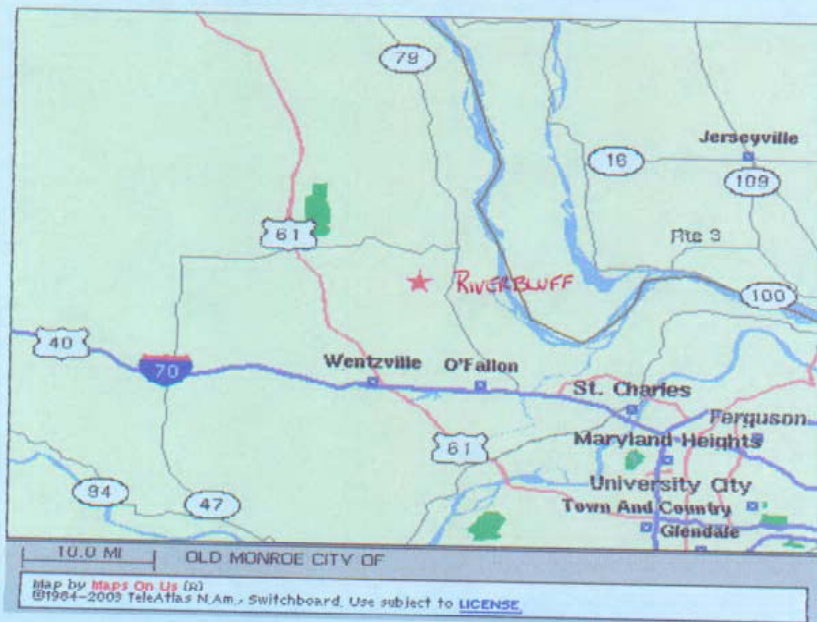 79
Jerseyville
16
109
61
Rte 3
RIVERBLUFF
100
40
70
Wentzville
O'Fallon
St. Charles
Ferguson
61
Maryland Heights
University City
94
47
Town And Country
Glendale
10.0 MI
OLD MONROE CITY OF
Map by Maps On Us (R)
©1984-2003 TeleAtlas N.Am., Switchboard. Use subject to LICENSE.